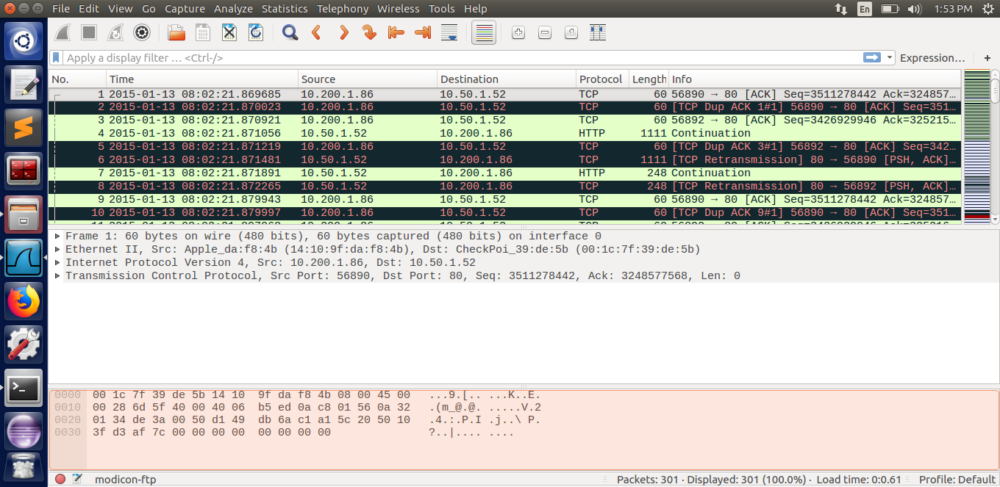 File Edit View Go Capture Analyze Statistics Telephony Wireless Tools Help En 1:53 PM
Apply a display filter … <Ctrl-/> Expression… +
No. Time Source Destination Protocol Length Info
1 2015-01-13 08:02:21.869685 10.200.1.86 10.50.1.52 TCP 60 56890 → 80 [ACK] Seq=3511278442 Ack=324857…
2 2015-01-13 08:02:21.870023 10.200.1.86 10.50.1.52 TCP 60 [TCP Dup ACK 1#1] 56890 → 80 [ACK] Seq=351…
3 2015-01-13 08:02:21.870921 10.200.1.86 10.50.1.52 TCP 60 56892 → 80 [ACK] Seq=3426929946 Ack=325215…
4 2015-01-13 08:02:21.871056 10.50.1.52 10.200.1.86 HTTP 1111 Continuation
5 2015-01-13 08:02:21.871219 10.200.1.86 10.50.1.52 TCP 60 [TCP Dup ACK 3#1] 56892 → 80 [ACK] Seq=342…
6 2015-01-13 08:02:21.871481 10.50.1.52 10.200.1.86 TCP 1111 [TCP Retransmission] 80 → 56890 [PSH, ACK]…
7 2015-01-13 08:02:21.871891 10.50.1.52 10.200.1.86 HTTP 248 Continuation
8 2015-01-13 08:02:21.872265 10.50.1.52 10.200.1.86 TCP 248 [TCP Retransmission] 80 → 56892 [PSH, ACK]…
9 2015-01-13 08:02:21.879943 10.200.1.86 10.50.1.52 TCP 60 56890 → 80 [ACK] Seq=3511278442 Ack=324857…
10 2015-01-13 08:02:21.879997 10.200.1.86 10.50.1.52 TCP 60 [TCP Dup ACK 9#1] 56890 → 80 [ACK] Seq=351…
Frame 1: 60 bytes on wire (480 bits), 60 bytes captured (480 bits) on interface 0
Ethernet II, Src: Apple_da:f8:4b (14:10:9f:da:f8:4b), Dst: CheckPoi_39:de:5b (00:1c:7f:39:de:5b)
Internet Protocol Version 4, Src: 10.200.1.86, Dst: 10.50.1.52
Transmission Control Protocol, Src Port: 56890, Dst Port: 80, Seq: 3511278442, Ack: 3248577568, Len: 0
0000 00 1c 7f 39 de 5b 14 10 9f da f8 4b 08 00 45 00 ...9.[.. ...K..E.
0010 00 28 6d 5f 40 00 40 06 b5 ed 0a c8 01 56 0a 32 .(m_@.@. .....V.2
0020 01 34 de 3a 00 50 d1 49 db 6a c1 a1 5c 20 50 10 .4.:.P.I .j..\ P.
0030 3f d3 af 7c 00 00 00 00 00 00 00 00 ?..|.... ....
modicon-ftp Packets: 301 · Displayed: 301 (100.0%) · Load time: 0:0.61 Profile: Default